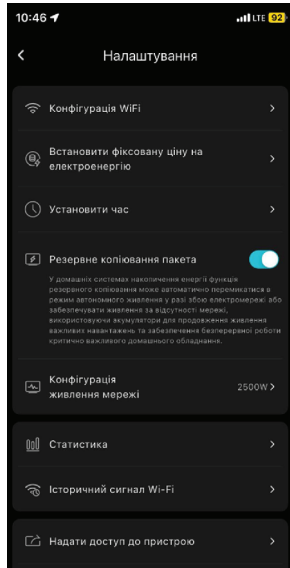 10:46
LTE 92
Налаштування
Конфігурація WiFi
Встановити фіксовану ціну на
електроенергію
Установити час
Резервне копіювання пакета
У домашніх системах накопичення енергії функція
резервного копіювання може автоматично перемикатися в
режим автономного живлення у разі збою електромережі або
забезпечувати живлення за відсутності мережі,
використовуючи акумулятори для продовження живлення
важливих навантажень та забезпечення безперервної роботи
критично важливого домашнього обладнання.
Конфігурація
живлення мережі
2500W
Статистика
Історичний сигнал Wi-Fi
Надати доступ до пристрою